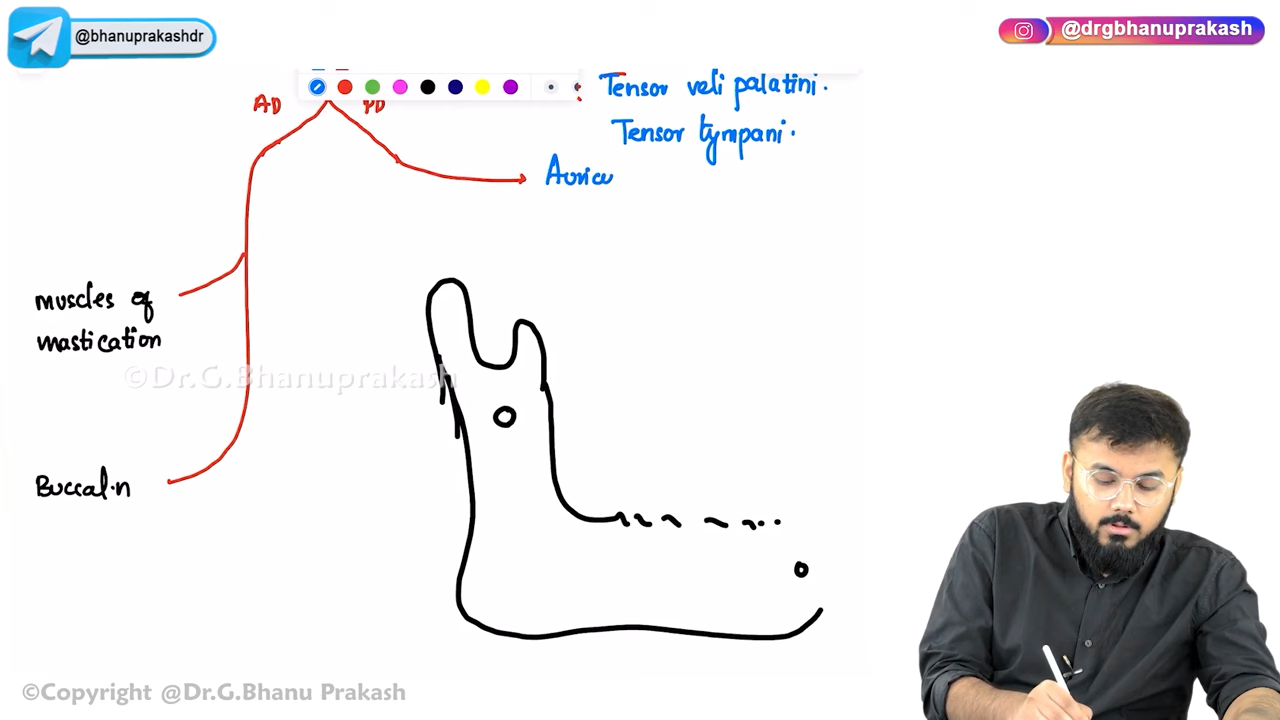 @bhanuprakashdr
@drgbhanuprakash
AD
PD
Tensor veli palatini.
Tensor tympani.
Auricu
muscles of
mastication
©Dr.G.Bhanuprakash
Buccal.n
©Copyright @Dr.G.Bhanu Prakash